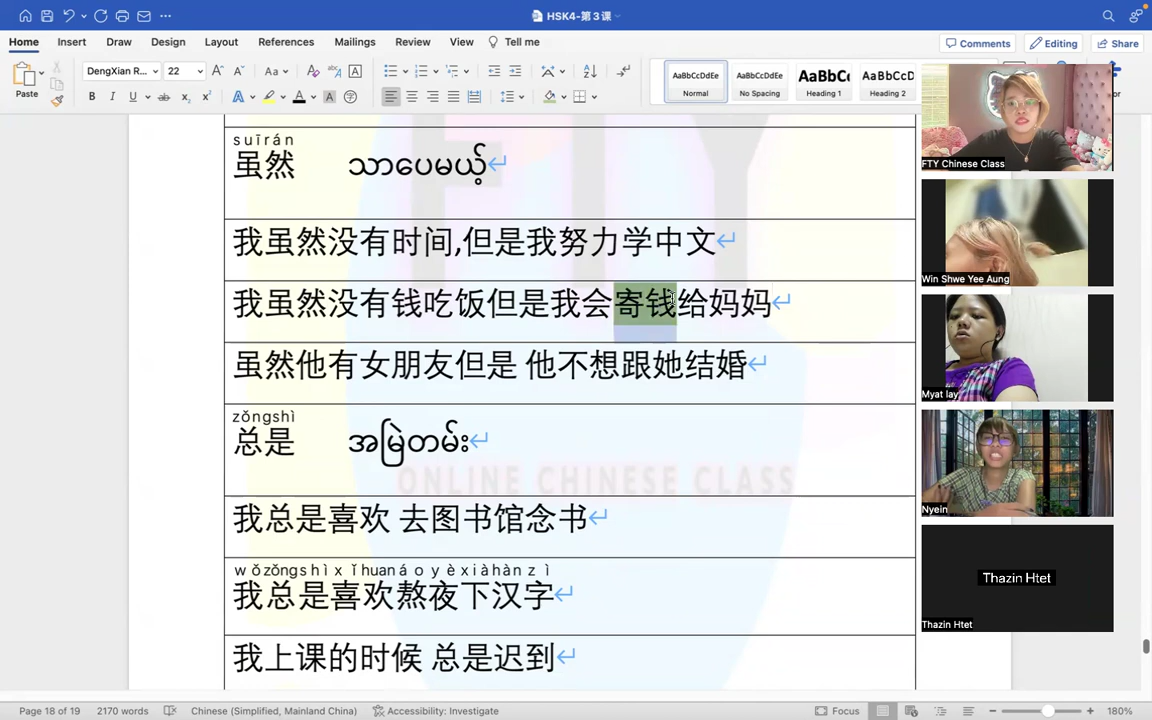 HSK4-第3课
Home Insert Draw Design Layout References Mailings Review View Tell me
Comments Editing Share
Paste
DengXian R... 22
AaBbCcDdEe AaBbCcDdEe AaBbC AaBbCcD
Normal No Spacing Heading 1 Heading 2
suīrán
虽然 သာပေမယ့်
我虽然没有时间,但是我努力学中文
我虽然没有钱吃饭但是我会寄钱给妈妈
虽然他有女朋友但是 他不想跟她结婚
zǒngshì
总是 အမြဲတမ်း
ONLINE CHINESE CLASS
我总是喜欢 去图书馆念书
wǒzǒngshìxǐhuanáoyèxiàhànzì
我总是喜欢熬夜下汉字
我上课的时候 总是迟到
FTY Chinese Class
Win Shwe Yee Aung
Myat lay
Nyein
Thazin Htet
Thazin Htet
Page 18 of 19 2170 words Chinese (Simplified, Mainland China) Accessibility: Investigate Focus 180%